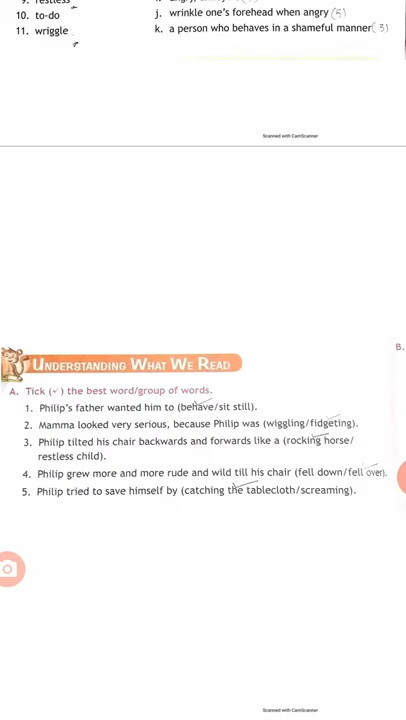 9. restless
10. to-do
j. wrinkle one's forehead when angry (5)
11. wriggle
k. a person who behaves in a shameful manner (3)
Scanned with CamScanner
B.
UNDERSTANDING WHAT WE READ
A. Tick (✓) the best word/group of words.
1. Philip's father wanted him to (behave/sit still).
2. Mamma looked very serious, because Philip was (wiggling/fidgeting).
3. Philip tilted his chair backwards and forwards like a (rocking horse/
restless child).
4. Philip grew more and more rude and wild till his chair (fell down/fell over).
5. Philip tried to save himself by (catching the tablecloth/screaming).
Scanned with CamScanner